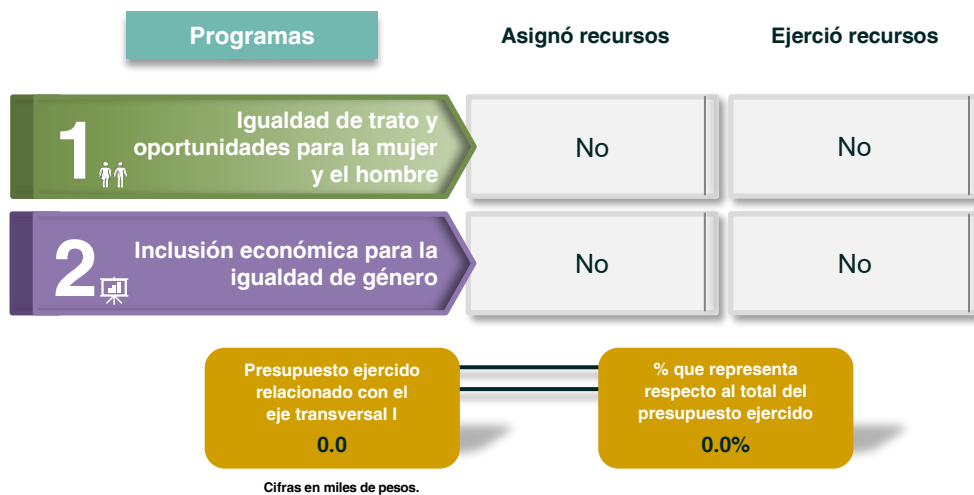 Programas
Asignó recursos
Ejerció recursos
1
Igualdad de trato y
oportunidades para la mujer
y el hombre
No
No
2
Inclusión económica para la
igualdad de género
No
No
Presupuesto ejercido
relacionado con el
eje transversal I
0.0
% que representa
respecto al total del
presupuesto ejercido
0.0%
Cifras en miles de pesos.